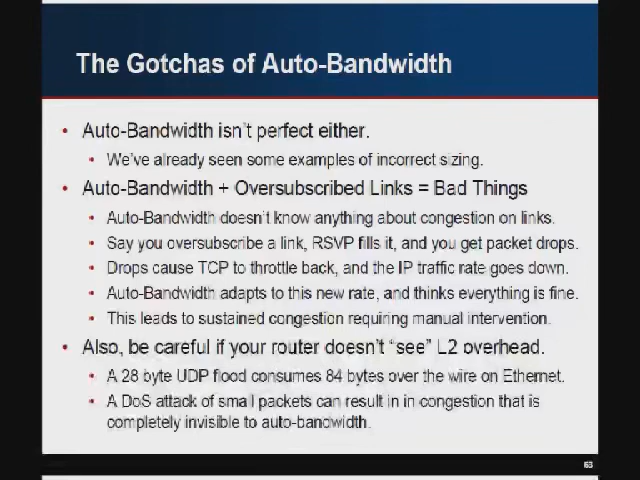 The Gotchas of Auto-Bandwidth
• Auto-Bandwidth isn't perfect either.
• We've already seen some examples of incorrect sizing.
• Auto-Bandwidth + Oversubscribed Links = Bad Things
• Auto-Bandwidth doesn't know anything about congestion on links.
• Say you oversubscribe a link, RSVP fills it, and you get packet drops.
• Drops cause TCP to throttle back, and the IP traffic rate goes down.
• Auto-Bandwidth adapts to this new rate, and thinks everything is fine.
• This leads to sustained congestion requiring manual intervention.
• Also, be careful if your router doesn't "see" L2 overhead.
• A 28 byte UDP flood consumes 84 bytes over the wire on Ethernet.
• A DoS attack of small packets can result in in congestion that is
completely invisible to auto-bandwidth.
63